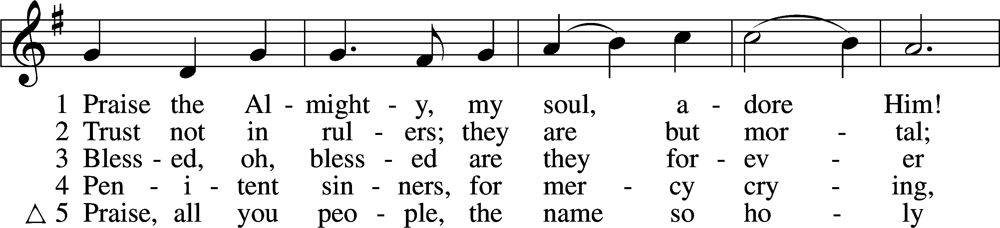 1 Praise the Al - might - y, my soul, a - dore Him!
2 Trust not in rul - ers; they are but mor - tal;
3 Bless - ed, oh, bless - ed are they for - ev - er
4 Pen - i - tent sin - ners, for mer - cy cry - ing,
△ 5 Praise, all you peo - ple, the name so ho - ly